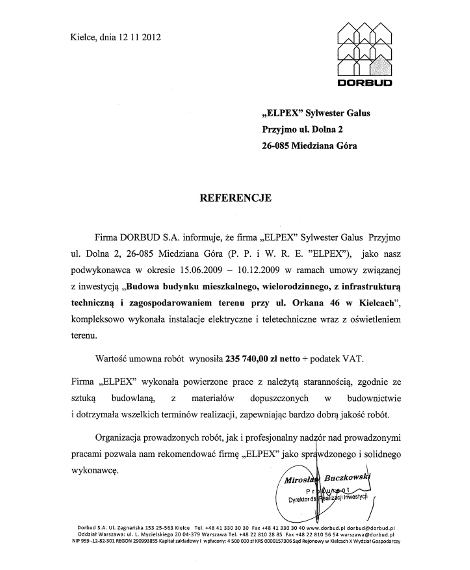 Kielce, dnia 12 11 2012
DORBUD
„ELPEX” Sylwester Galus
Przyjmo ul. Dolna 2
26-085 Miedziana Góra
REFERENCJE
Firma DORBUD S.A. informuje, że firma „ELPEX” Sylwester Galus Przyjmo
ul. Dolna 2, 26-085 Miedziana Góra (P. P. i W. R. E. ”ELPEX”), jako nasz
podwykonawca w okresie 15.06.2009 – 10.12.2009 w ramach umowy związanej
z inwestycją „Budowa budynku mieszkalnego, wielorodzinnego, z infrastrukturą
techniczną i zagospodarowaniem terenu przy ul. Orkana 46 w Kielcach”,
kompleksowo wykonała instalacje elektryczne i teletechniczne wraz z oświetleniem
terenu.
Wartość umowna robót wynosiła 235 740,00 zł netto + podatek VAT.
Firma „ELPEX” wykonała powierzone prace z należytą starannością, zgodnie ze
sztuką budowlaną, z materiałów dopuszczonych w budownictwie
i dotrzymała wszelkich terminów realizacji, zapewniając bardzo dobrą jakość robót.
Organizacja prowadzonych robót, jak i profesjonalny nadzór nad prowadzonymi
pracami pozwala nam rekomendować firmę „ELPEX” jako sprawdzonego i solidnego
wykonawcę.
Mirosław Buczkowski
Prokurent
Dyrektor ds. Realizacji Inwestycji
Dorbud S.A. Ul. Zagnańska 153 25-563 Kielce Tel. +48 41 330 30 30 Fax +48 41 330 30 40 www.dorbud.pl dorbud@dorbud.pl
Oddział Warszawa: ul. L. Mycielskiego 20 04-379 Warszawa Tel. +48 22 810 28 85 Fax +48 22 810 56 54 warszawa@dorbud.pl
NIP 959-12-82-501 REGON 290993855 Kapitał zakładowy i wpłacony: 4 500 000 zł KRS 0000157306 Sąd Rejonowy w Kielcach X Wydział Gospodarczy